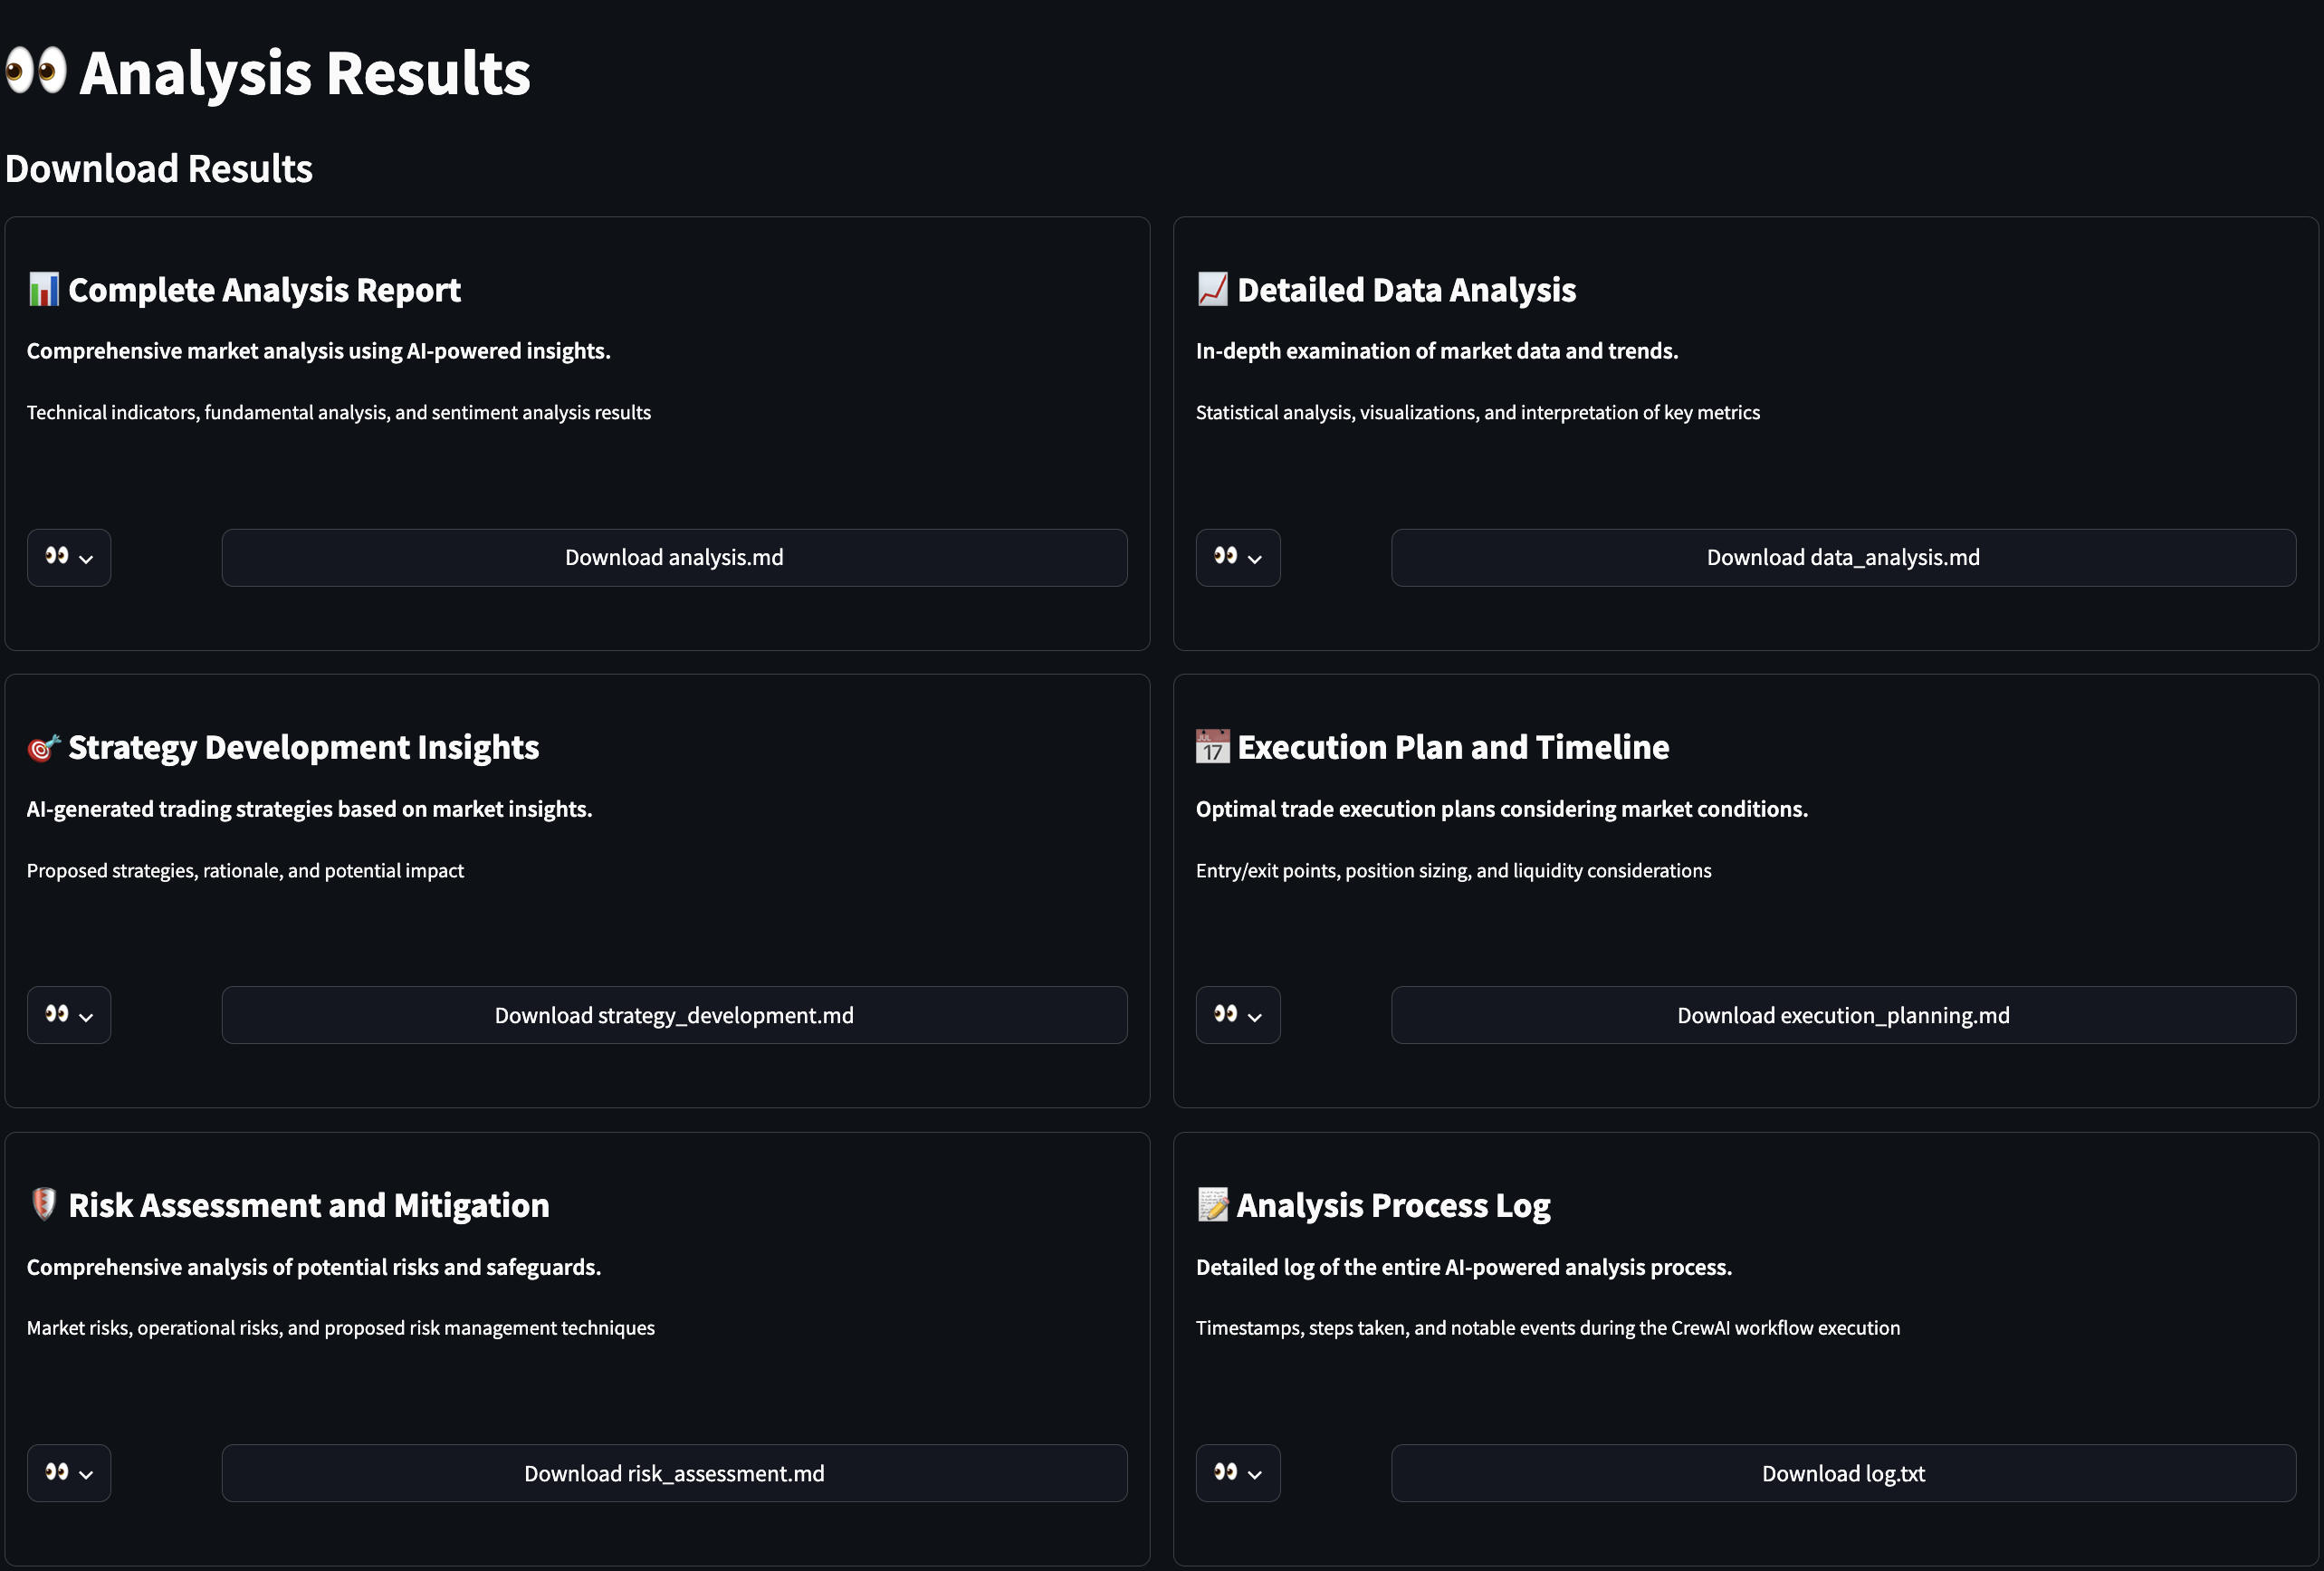 👀 Analysis Results
Download Results
📊 Complete Analysis Report
Comprehensive market analysis using AI-powered insights.
Technical indicators, fundamental analysis, and sentiment analysis results
👀
Download analysis.md
📈 Detailed Data Analysis
In-depth examination of market data and trends.
Statistical analysis, visualizations, and interpretation of key metrics
👀
Download data_analysis.md
🎯 Strategy Development Insights
AI-generated trading strategies based on market insights.
Proposed strategies, rationale, and potential impact
👀
Download strategy_development.md
📅 Execution Plan and Timeline
Optimal trade execution plans considering market conditions.
Entry/exit points, position sizing, and liquidity considerations
👀
Download execution_planning.md
🛡️ Risk Assessment and Mitigation
Comprehensive analysis of potential risks and safeguards.
Market risks, operational risks, and proposed risk management techniques
👀
Download risk_assessment.md
📝 Analysis Process Log
Detailed log of the entire AI-powered analysis process.
Timestamps, steps taken, and notable events during the CrewAI workflow execution
👀
Download log.txt